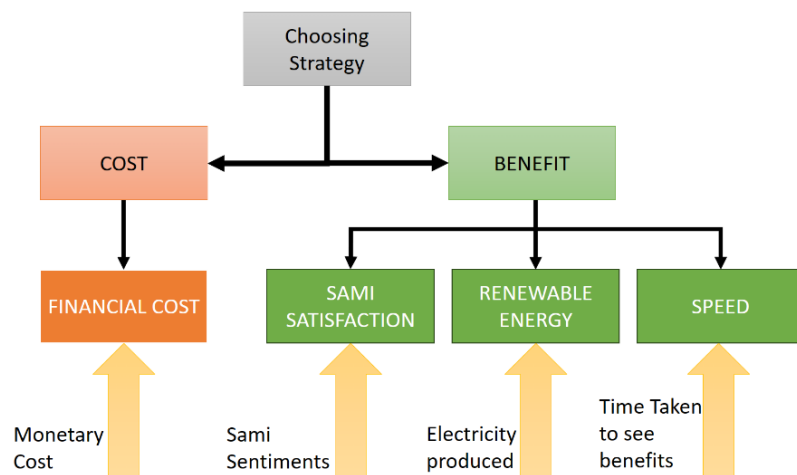 Choosing
Strategy
COST
BENEFIT
FINANCIAL COST
SAMI
SATISFACTION
RENEWABLE
ENERGY
SPEED
Monetary
Cost
Sami
Sentiments
Electricity
produced
Time Taken
to see
benefits